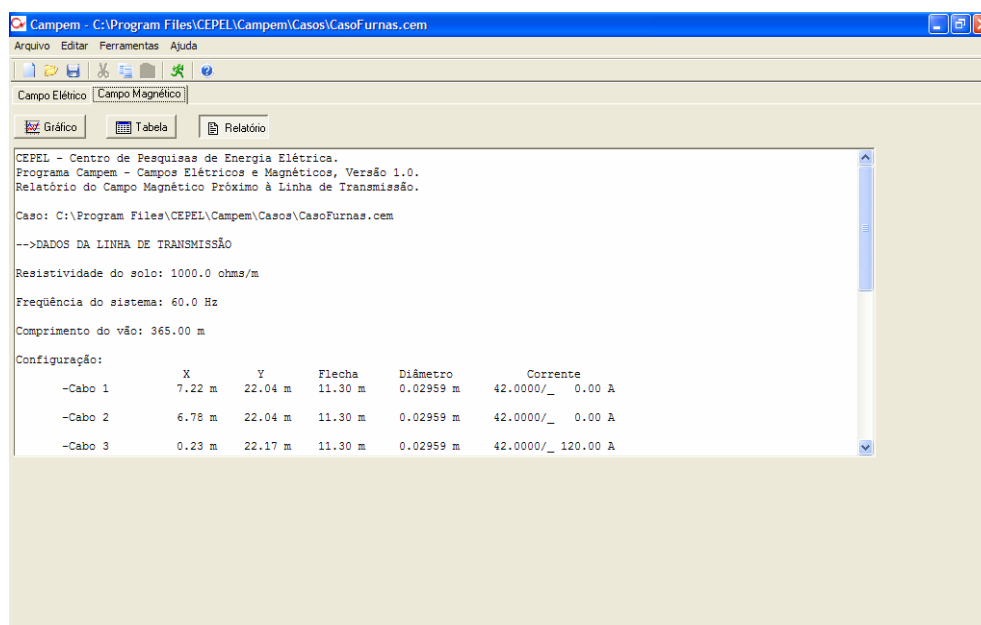 Campem - C:\Program Files\CEPEL\Campem\Casos\CasoFurnas.cem
Arquivo Editar Ferramentas Ajuda
Campo Elétrico Campo Magnético
Gráfico Tabela Relatório
CEPEL - Centro de Pesquisas de Energia Elétrica.
Programa Campem - Campos Elétricos e Magnéticos, Versão 1.0.
Relatório do Campo Magnético Próximo à Linha de Transmissão.
Caso: C:\Program Files\CEPEL\Campem\Casos\CasoFurnas.cem
-->DADOS DA LINHA DE TRANSMISSÃO
Resistividade do solo: 1000.0 ohms/m
Freqüência do sistema: 60.0 Hz
Comprimento do vão: 365.00 m
Configuração:
X Y Flecha Diâmetro Corrente
-Cabo 1 7.22 m 22.04 m 11.30 m 0.02959 m 42.0000/_ 0.00 A
-Cabo 2 6.78 m 22.04 m 11.30 m 0.02959 m 42.0000/_ 0.00 A
-Cabo 3 0.23 m 22.17 m 11.30 m 0.02959 m 42.0000/_ 120.00 A